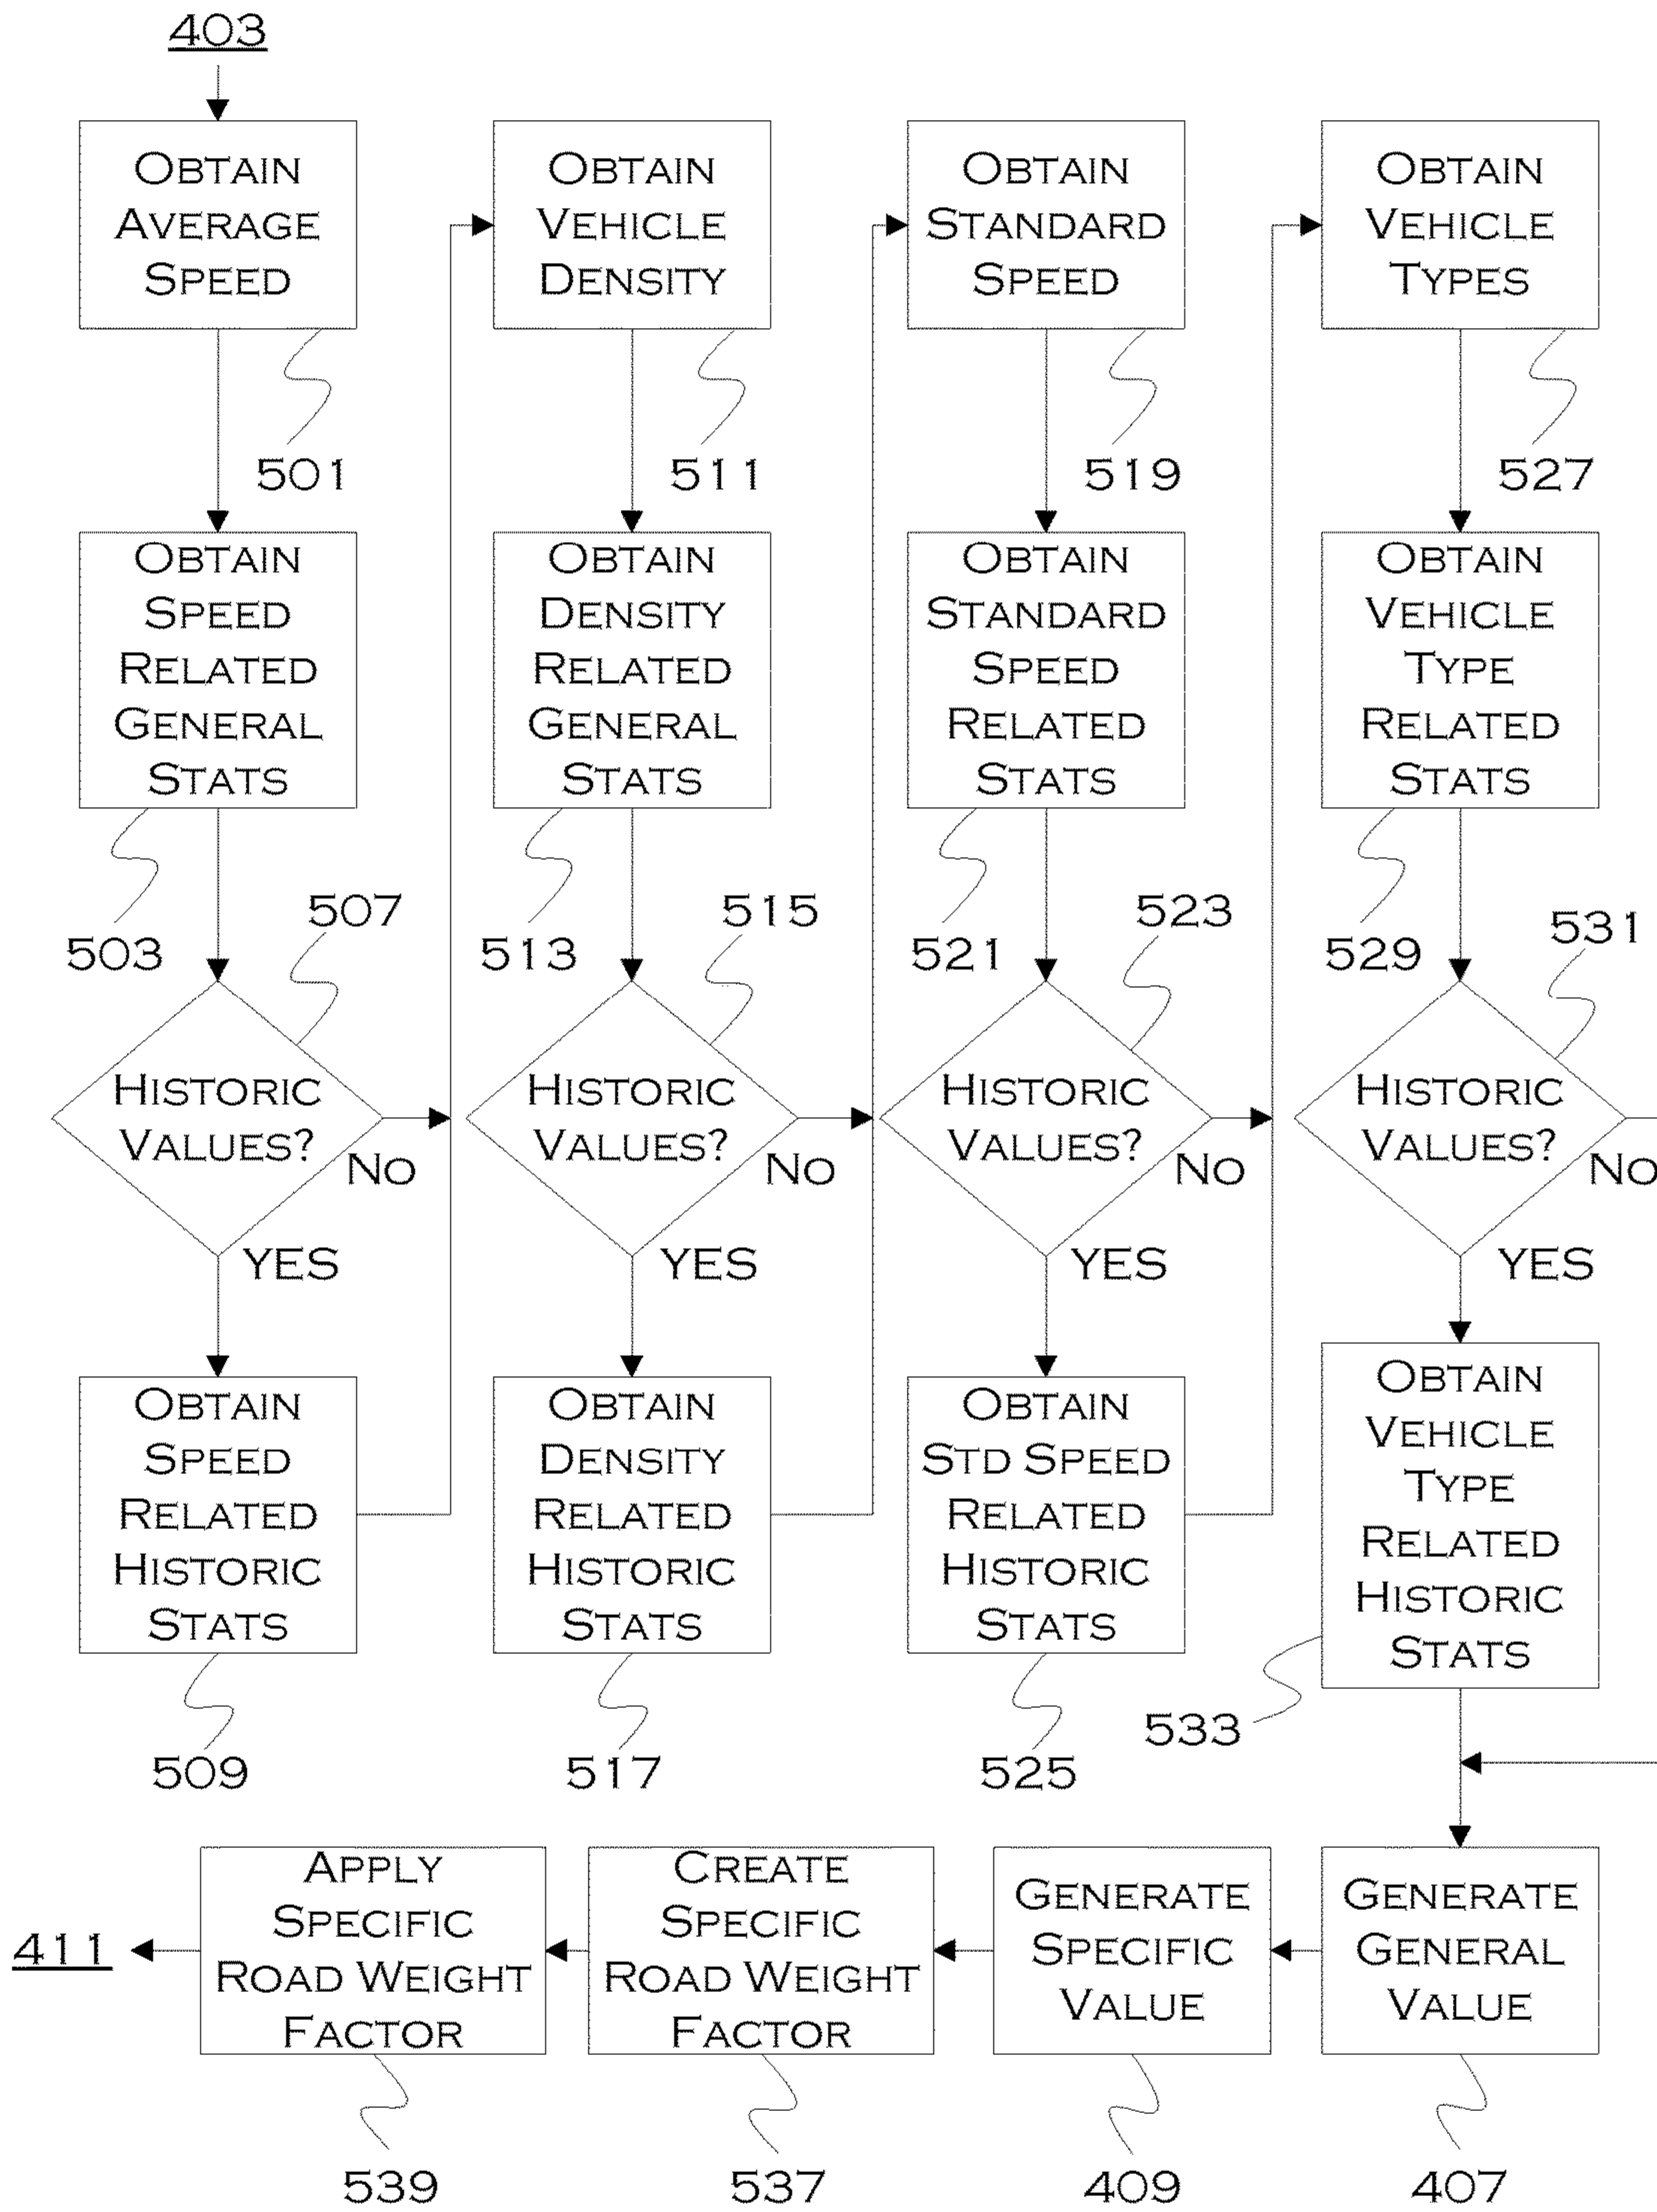 403
OBTAIN
AVERAGE
SPEED
501
OBTAIN
SPEED
RELATED
GENERAL
STATS
503
507
HISTORIC
VALUES?
NO
YES
OBTAIN
SPEED
RELATED
HISTORIC
STATS
509
OBTAIN
VEHICLE
DENSITY
511
OBTAIN
DENSITY
RELATED
GENERAL
STATS
513
515
HISTORIC
VALUES?
NO
YES
OBTAIN
DENSITY
RELATED
HISTORIC
STATS
517
OBTAIN
STANDARD
SPEED
519
OBTAIN
STANDARD
SPEED
RELATED
STATS
521
523
HISTORIC
VALUES?
NO
YES
OBTAIN
STD SPEED
RELATED
HISTORIC
STATS
525
OBTAIN
VEHICLE
TYPES
527
OBTAIN
VEHICLE
TYPE
RELATED
STATS
529
531
HISTORIC
VALUES?
NO
YES
OBTAIN
VEHICLE
TYPE
RELATED
HISTORIC
STATS
533
GENERATE
GENERAL
VALUE
407
GENERATE
SPECIFIC
VALUE
409
CREATE
SPECIFIC
ROAD WEIGHT
FACTOR
537
APPLY
SPECIFIC
ROAD WEIGHT
FACTOR
539
411